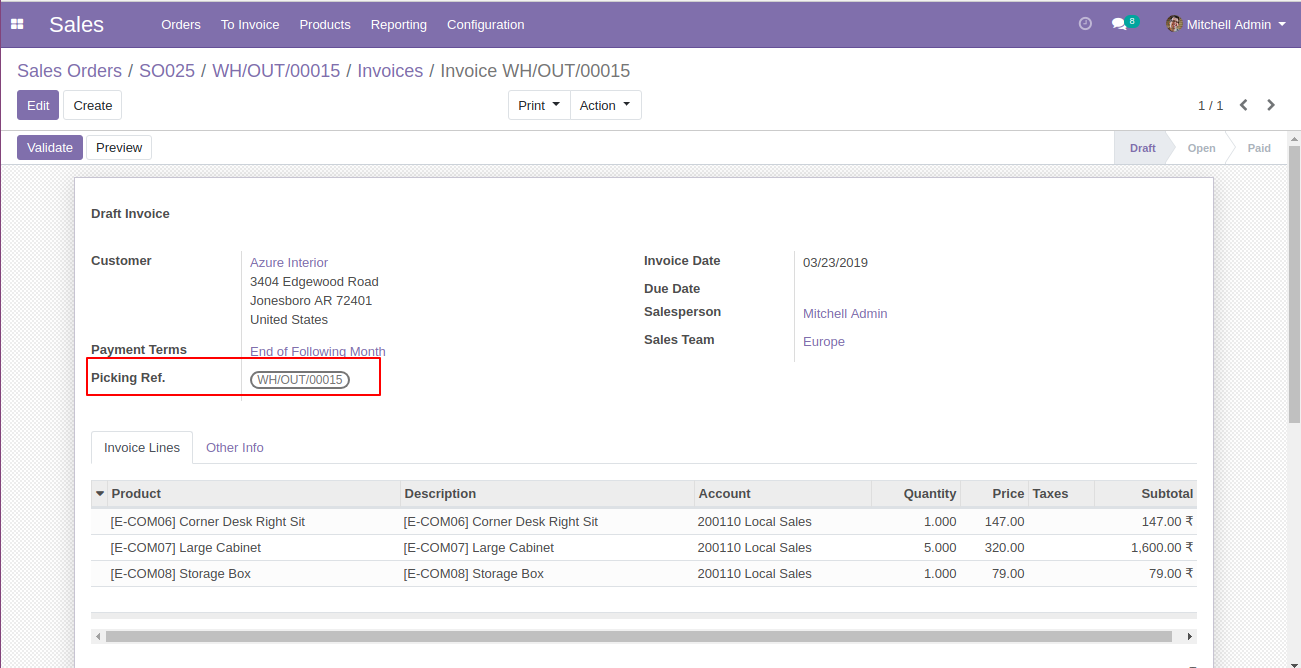 Sales Orders To Invoice Products Reporting Configuration 8 Mitchell Admin
Sales Orders / SO025 / WH/OUT/00015 / Invoices / Invoice WH/OUT/00015
Edit Create Print Action 1 / 1
Validate Preview Draft Open Paid
Draft Invoice
Customer Azure Interior Invoice Date 03/23/2019
3404 Edgewood Road
Jonesboro AR 72401 Due Date
United States Salesperson Mitchell Admin
Payment Terms End of Following Month Sales Team Europe
Picking Ref. WH/OUT/00015
Invoice Lines Other Info
Product Description Account Quantity Price Taxes Subtotal
[E-COM06] Corner Desk Right Sit [E-COM06] Corner Desk Right Sit 200110 Local Sales 1.000 147.00 147.00 ₹
[E-COM07] Large Cabinet [E-COM07] Large Cabinet 200110 Local Sales 5.000 320.00 1,600.00 ₹
[E-COM08] Storage Box [E-COM08] Storage Box 200110 Local Sales 1.000 79.00 79.00 ₹